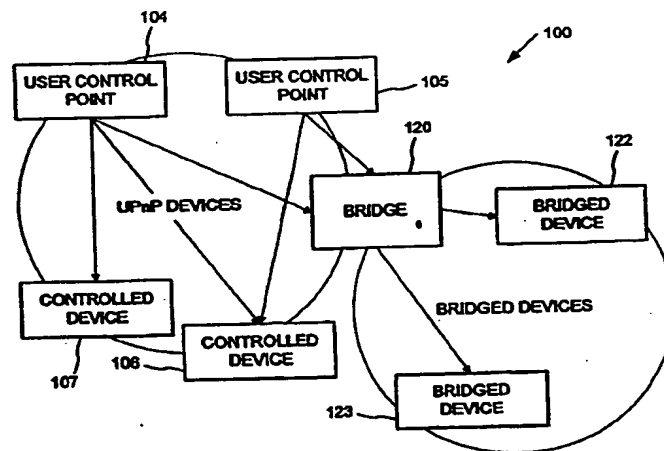 104
100
USER CONTROL
POINT
USER CONTROL
POINT
105
120
122
UPnP DEVICES
BRIDGE
BRIDGED
DEVICE
CONTROLLED
DEVICE
107
CONTROLLED
DEVICE
106
BRIDGED DEVICES
BRIDGED
DEVICE
123